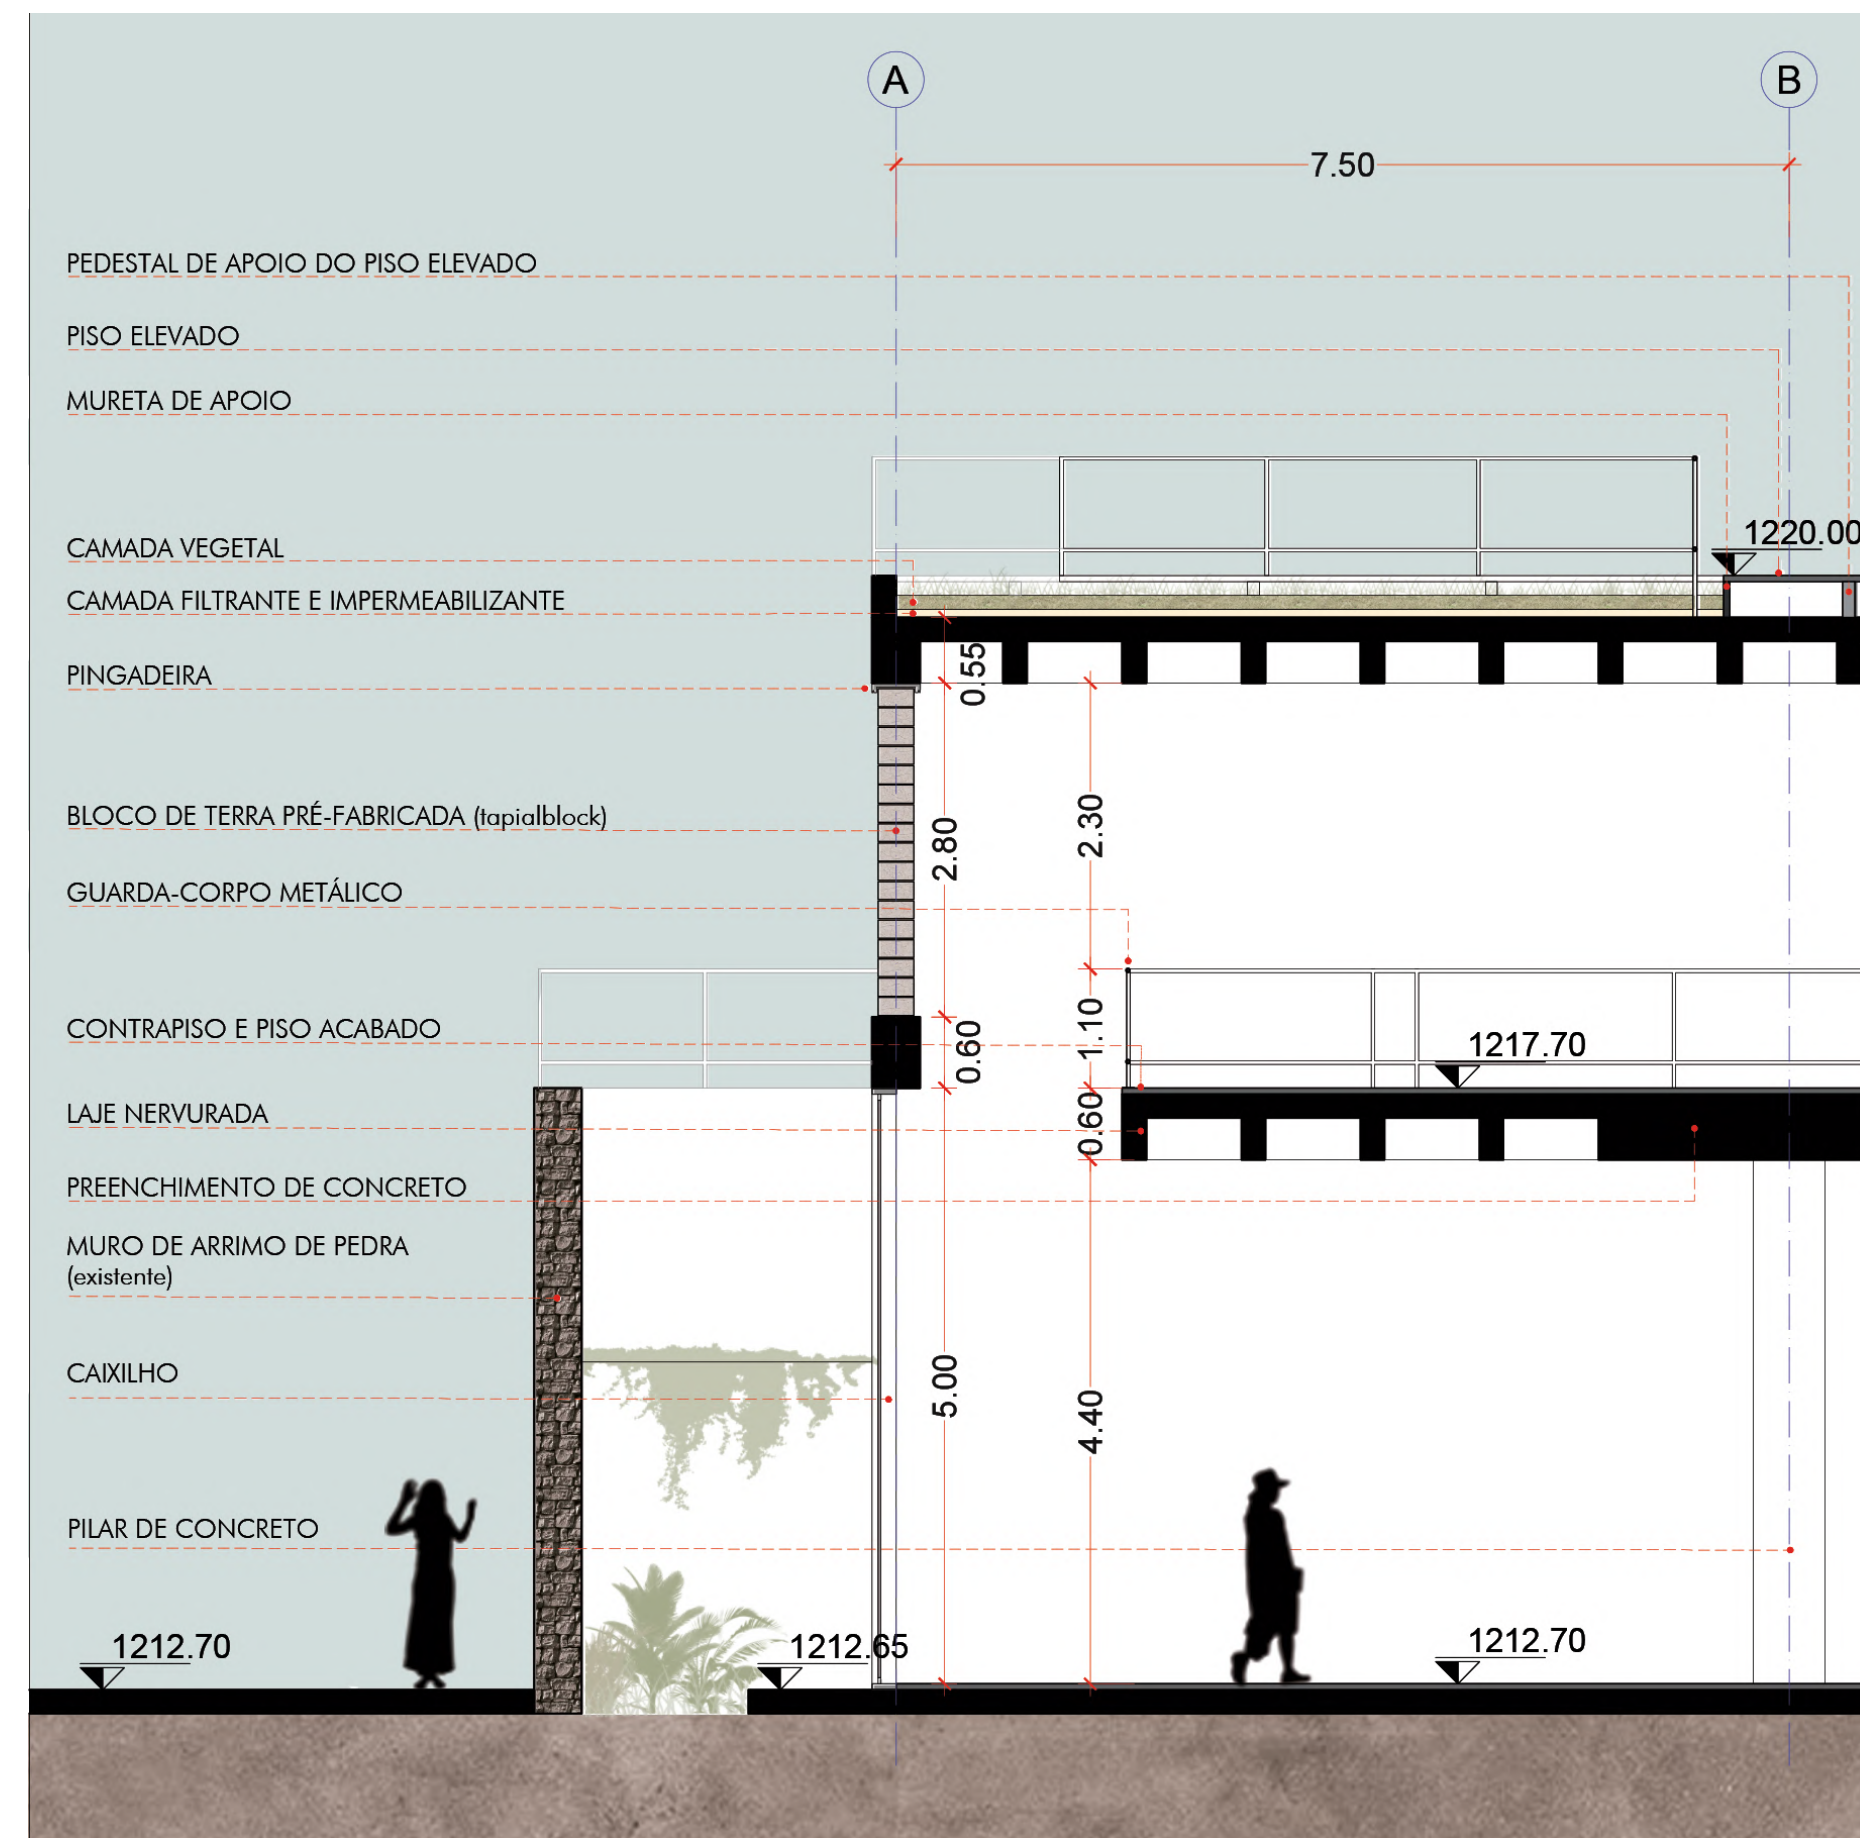 A
B
7.50
PEDESTAL DE APOIO DO PISO ELEVADO
PISO ELEVADO
MURETA DE APOIO
1220.00
CAMADA VEGETAL
CAMADA FILTRANTE E IMPERMEABILIZANTE
0.55
PINGADEIRA
BLOCO DE TERRA PRÉ-FABRICADA (tapialblock)
2.80
2.30
GUARDA-CORPO METÁLICO
CONTRAPISO E PISO ACABADO
0.60
1.10
1217.70
LAJE NERVURADA
0.60
PREENCHIMENTO DE CONCRETO
MURO DE ARRIMO DE PEDRA
(existente)
CAIXILHO
5.00
4.40
PILAR DE CONCRETO
1212.70
1212.65
1212.70